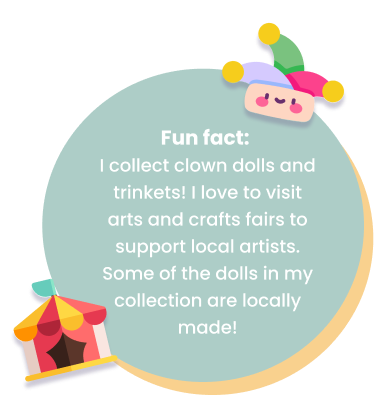 Fun fact:
I collect clown dolls and
trinkets! I love to visit
arts and crafts fairs to
support local artists.
Some of the dolls in my
collection are locally
made!